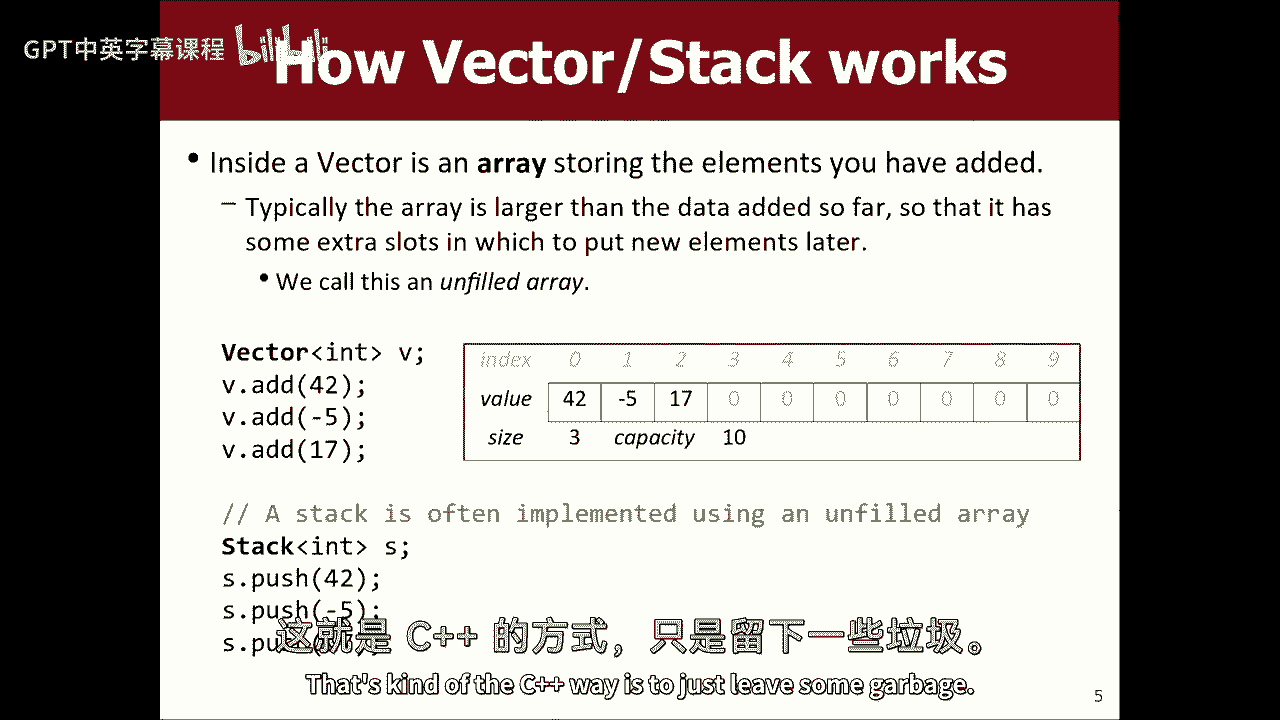 GPT中英字幕课程 bilibili
How Vector/Stack works
• Inside a Vector is an array storing the elements you have added.
– Typically the array is larger than the data added so far, so that it has
some extra slots in which to put new elements later.
• We call this an unfilled array.
Vector<int> v;
v.add(42);
v.add(-5);
v.add(17);
index 0 1 2 3 4 5 6 7 8 9
value 42 -5 17 0 0 0 0 0 0 0
size 3 capacity 10
// A stack is often implemented using an unfilled array
Stack<int> s;
s.push(42);
s.push(-5);
这就是 C++ 的方式，只是留下一些垃圾。
That's kind of the C++ way is to just leave some garbage.
5